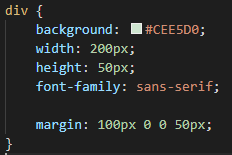 div {
    background: #CEE5D0;
    width: 200px;
    height: 50px;
    font-family: sans-serif;

    margin: 100px 0 0 50px;
}